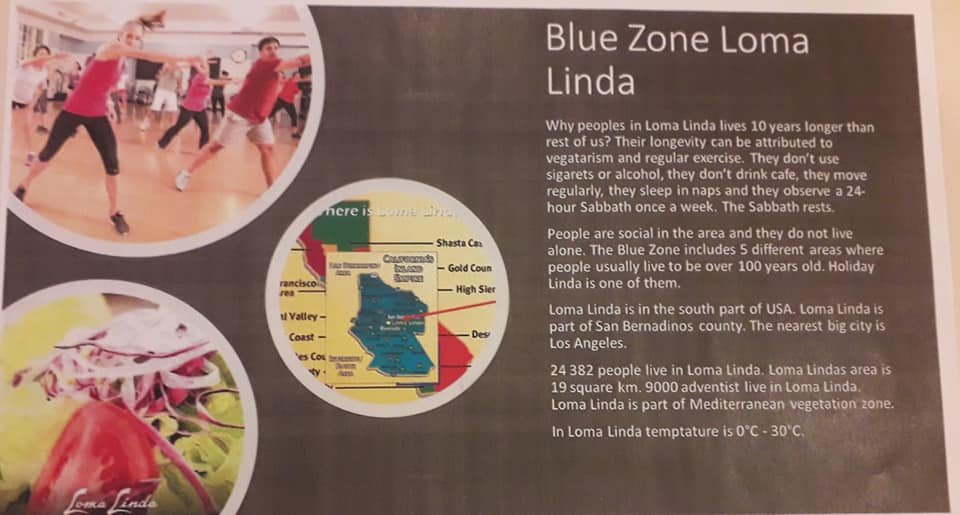 Blue Zone Loma
Linda
Why peoples in Loma Linda lives 10 years longer than
rest of us? Their longevity can be attributed to
vegatarism and regular exercise. They don't use
sigarets or alcohol, they don't drink cafe, they move
regularly, they sleep in naps and they observe a 24-
hour Sabbath once a week. The Sabbath rests.
People are social in the area and they do not live
alone. The Blue Zone includes 5 different areas where
people usually live to be over 100 years old. Holiday
Linda is one of them.
Loma Linda is in the south part of USA. Loma Linda is
part of San Bernadinos county. The nearest big city is
Los Angeles.
24 382 people live in Loma Linda. Loma Lindas area is
19 square km. 9000 adventist live in Loma Linda.
Loma Linda is part of Mediterranean vegetation zone.
In Loma Linda temptature is 0°C - 30°C.
here is Loma Lind
Shasta Cas
CALIFORNIA'S
INLAND
EMPIRE
Gold Coun
rancisco
rea
High Sier
al Valley
Coast
Des
es Cou
ty
Loma Linda